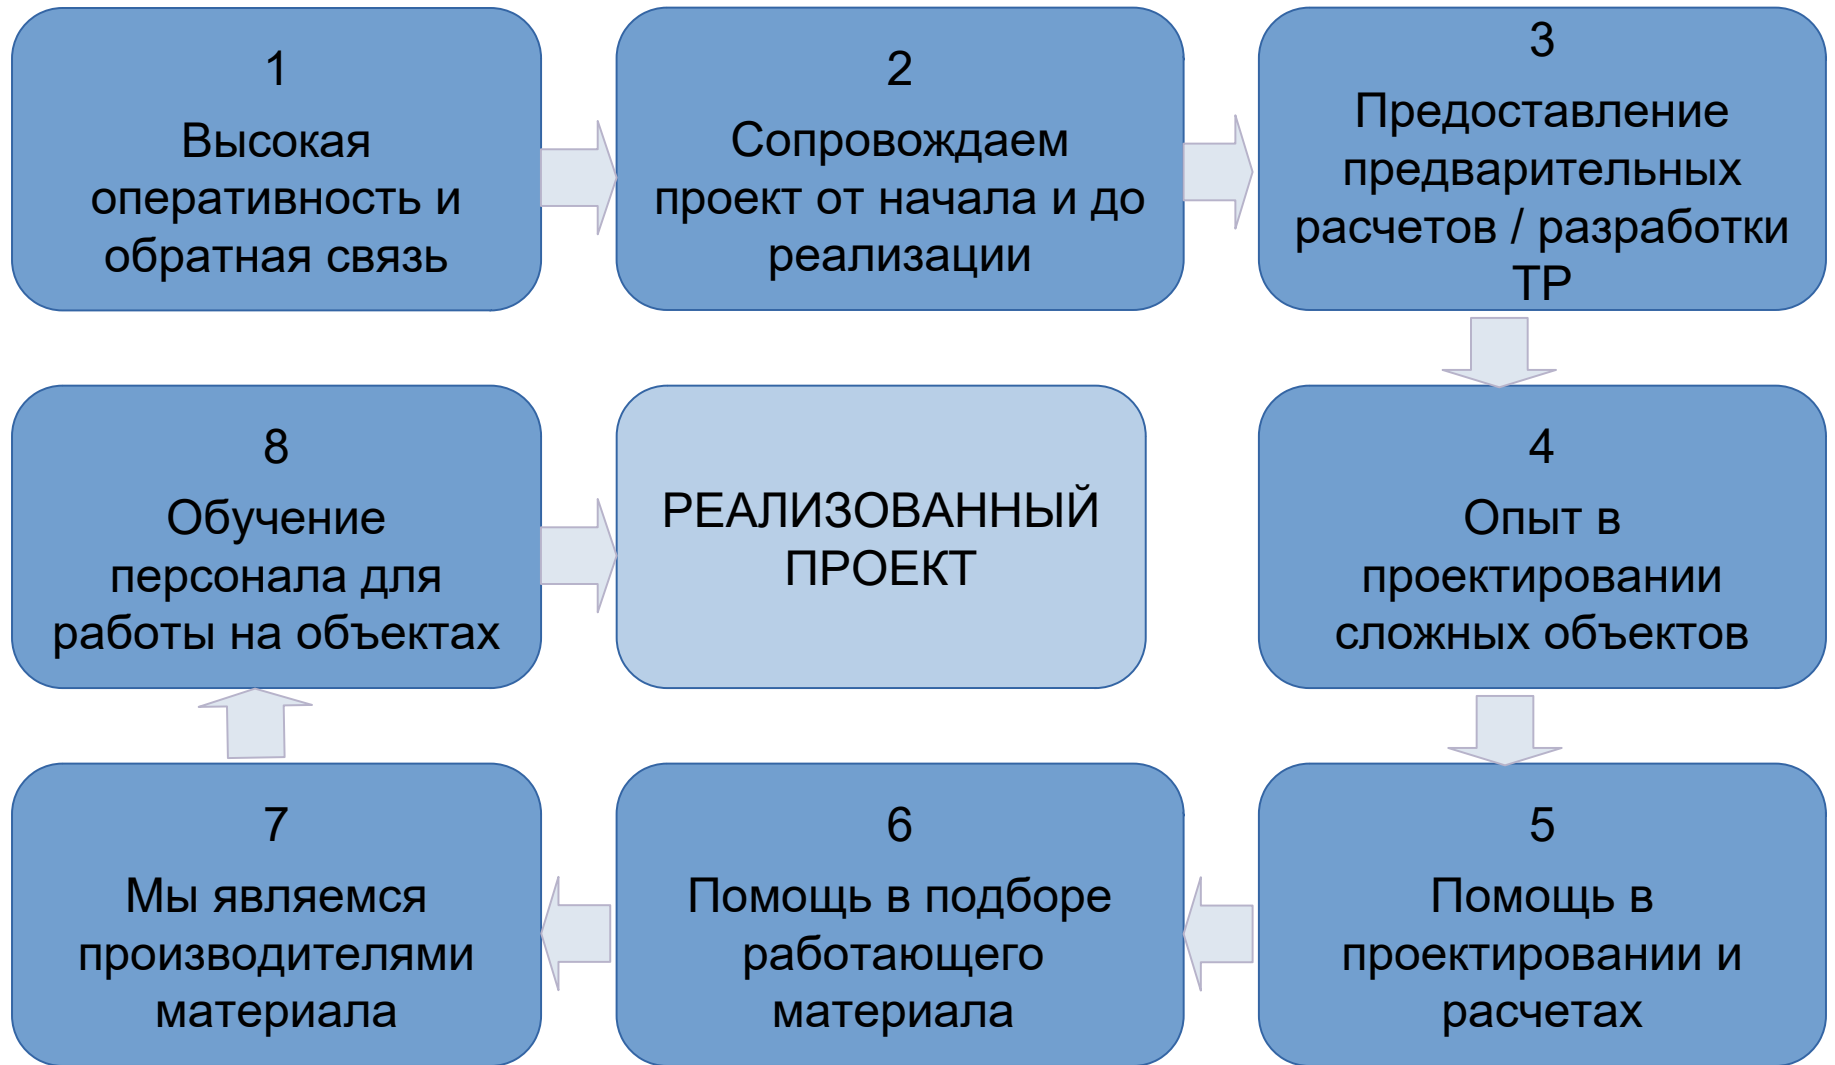 1
Высокая
оперативность и
обратная связь
2
Сопровождаем
проект от начала и до
реализации
3
Предоставление
предварительных
расчетов / разработки
ТР
4
Опыт в
проектировании
сложных объектов
5
Помощь в
проектировании и
расчетах
6
Помощь в подборе
работающего
материала
7
Мы являемся
производителями
материала
8
Обучение
персонала для
работы на объектах
РЕАЛИЗОВАННЫЙ
ПРОЕКТ